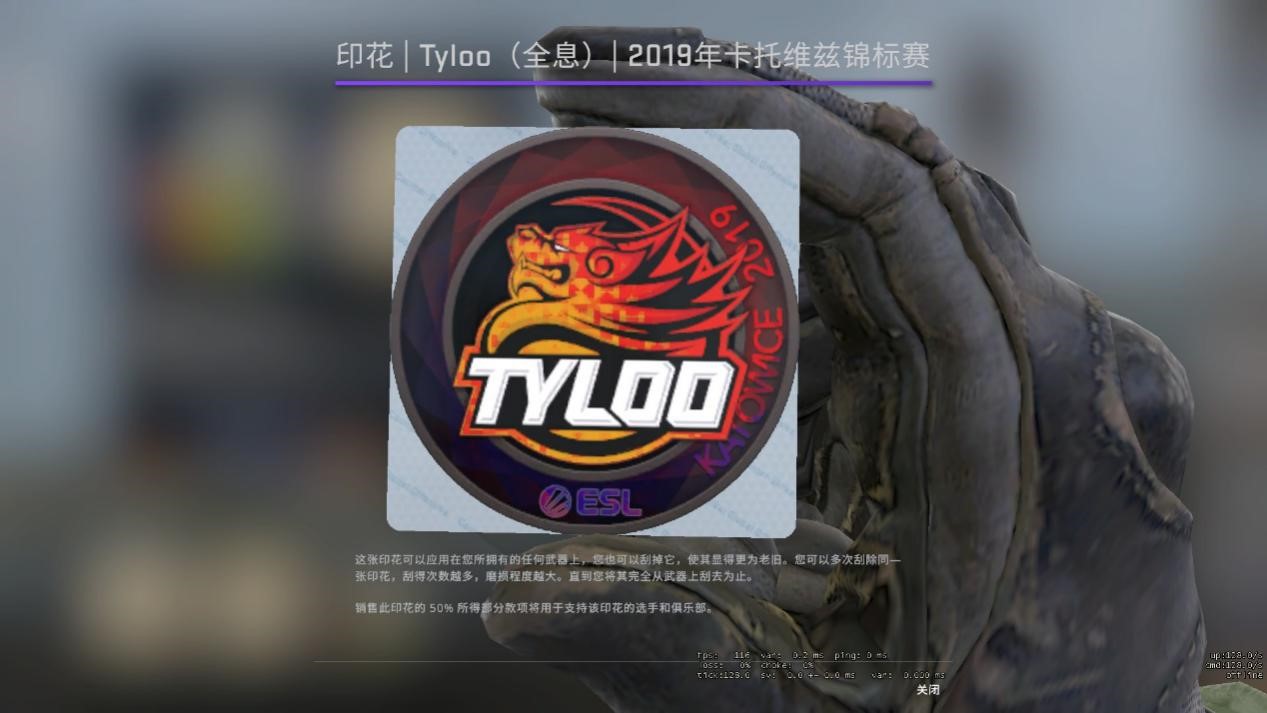 印花 | Tyloo（全息）| 2019年卡托维兹锦标赛
KATOWICE 2019
TYLOO
ESL
这张印花可以应用在您所拥有的任何武器上，您也可以刮掉它，使其显得更为老旧。您可以多次刮除同一
张印花，刮得次数越多，磨损程度越大。直到您将其完全从武器上刮去为止。
销售此印花的 50% 所得部分款项将用于支持该印花的选手和俱乐部。
fps: 116 var: 0.2 ms ping: 0 ms
loss: 0% choke: 0%
tick:128.0 sv: 0.0 +- 0.0 ms var: 0.000 ms
up:128.0/s
cmd:128.0/s
offline
关闭